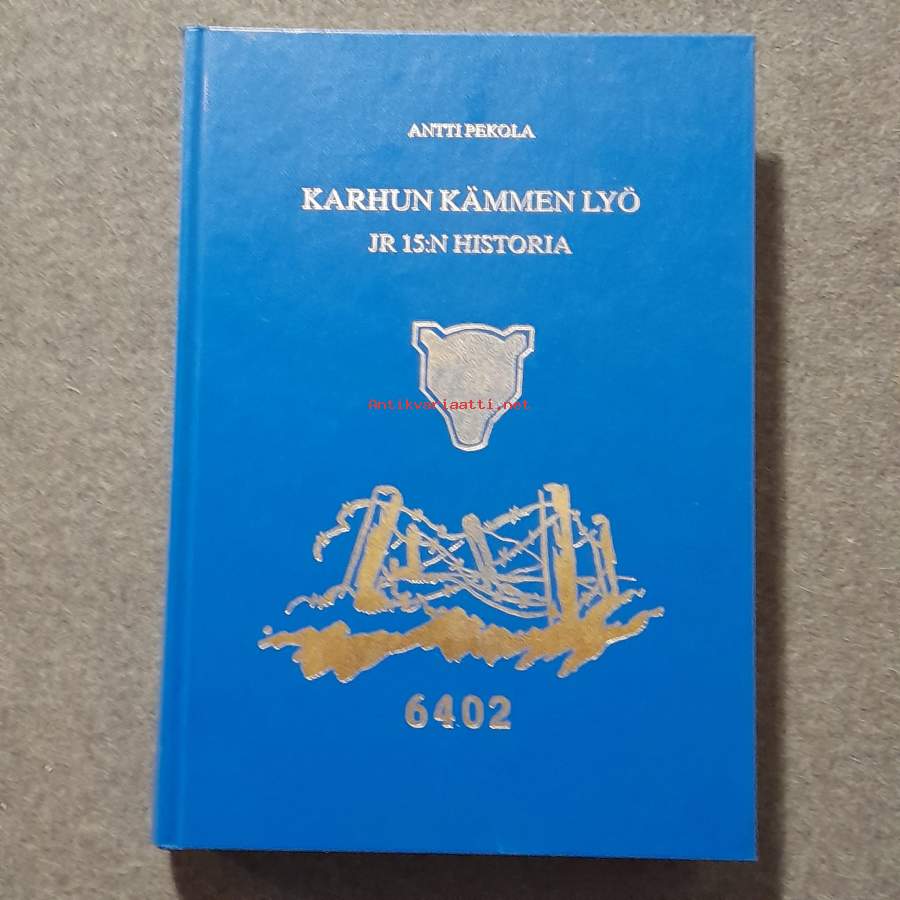 ANTTI PEKOLA
KARHUN KÄMMEN LYÖ
JR 15:N HISTORIA
Antikvariaatti.net
6402